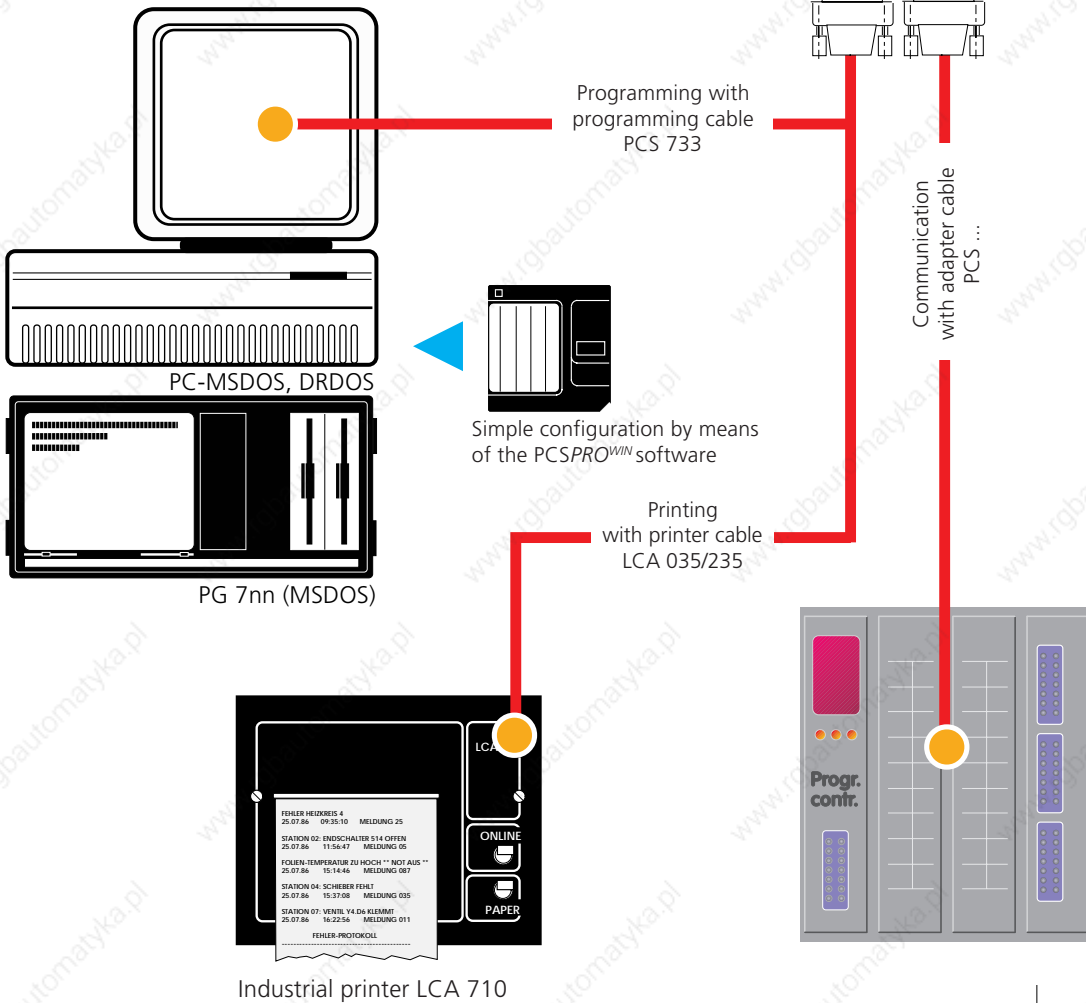 Programming with
programming cable
PCS 733
Communication
with adapter cable
PCS ...
PC-MSDOS, DRDOS
Simple configuration by means
of the PCSPROWIN software
PG 7nn (MSDOS)
Printing
with printer cable
LCA 035/235
LCA
FEHLER HEIZKREIS 4
25.07.86 09:35:10 MELDUNG 25
STATION 02: ENDSCHALTER 514 OFFEN
25.07.86 11:56:47 MELDUNG 05
FOLIEN-TEMPERATUR ZU HOCH ** NOT AUS **
25.07.86 15:14:46 MELDUNG 087
STATION 04: SCHIEBER FEHLT
25.07.86 15:37:08 MELDUNG 035
STATION 07: VENTIL Y4.D6 KLEMMT
25.07.86 16:22:56 MELDUNG 011
FEHLER-PROTOKOLL
ONLINE
PAPER
Progr.
contr.
Industrial printer LCA 710
www.rgbautomatyka.pl